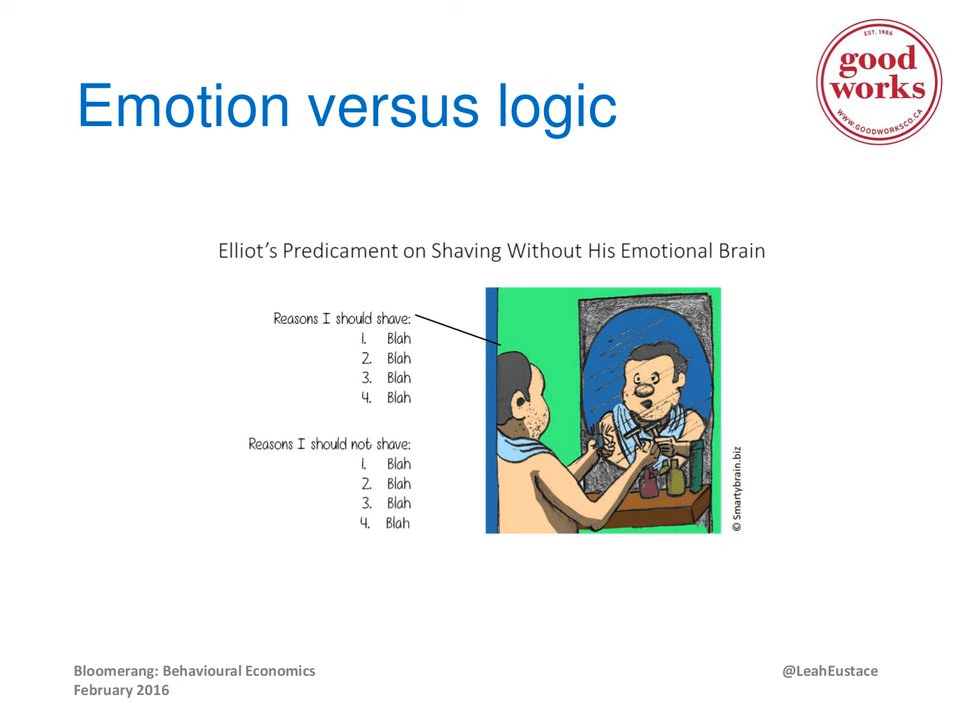 EST. 1986
good
works
WWW.GOODWORKSCO.CA
Emotion versus logic
Elliot’s Predicament on Shaving Without His Emotional Brain
Reasons I should shave:
1. Blah
2. Blah
3. Blah
4. Blah
Reasons I should not shave:
1. Blah
2. Blah
3. Blah
4. Blah
© Smartybrain.biz
Bloomerang: Behavioural Economics
February 2016
@LeahEustace